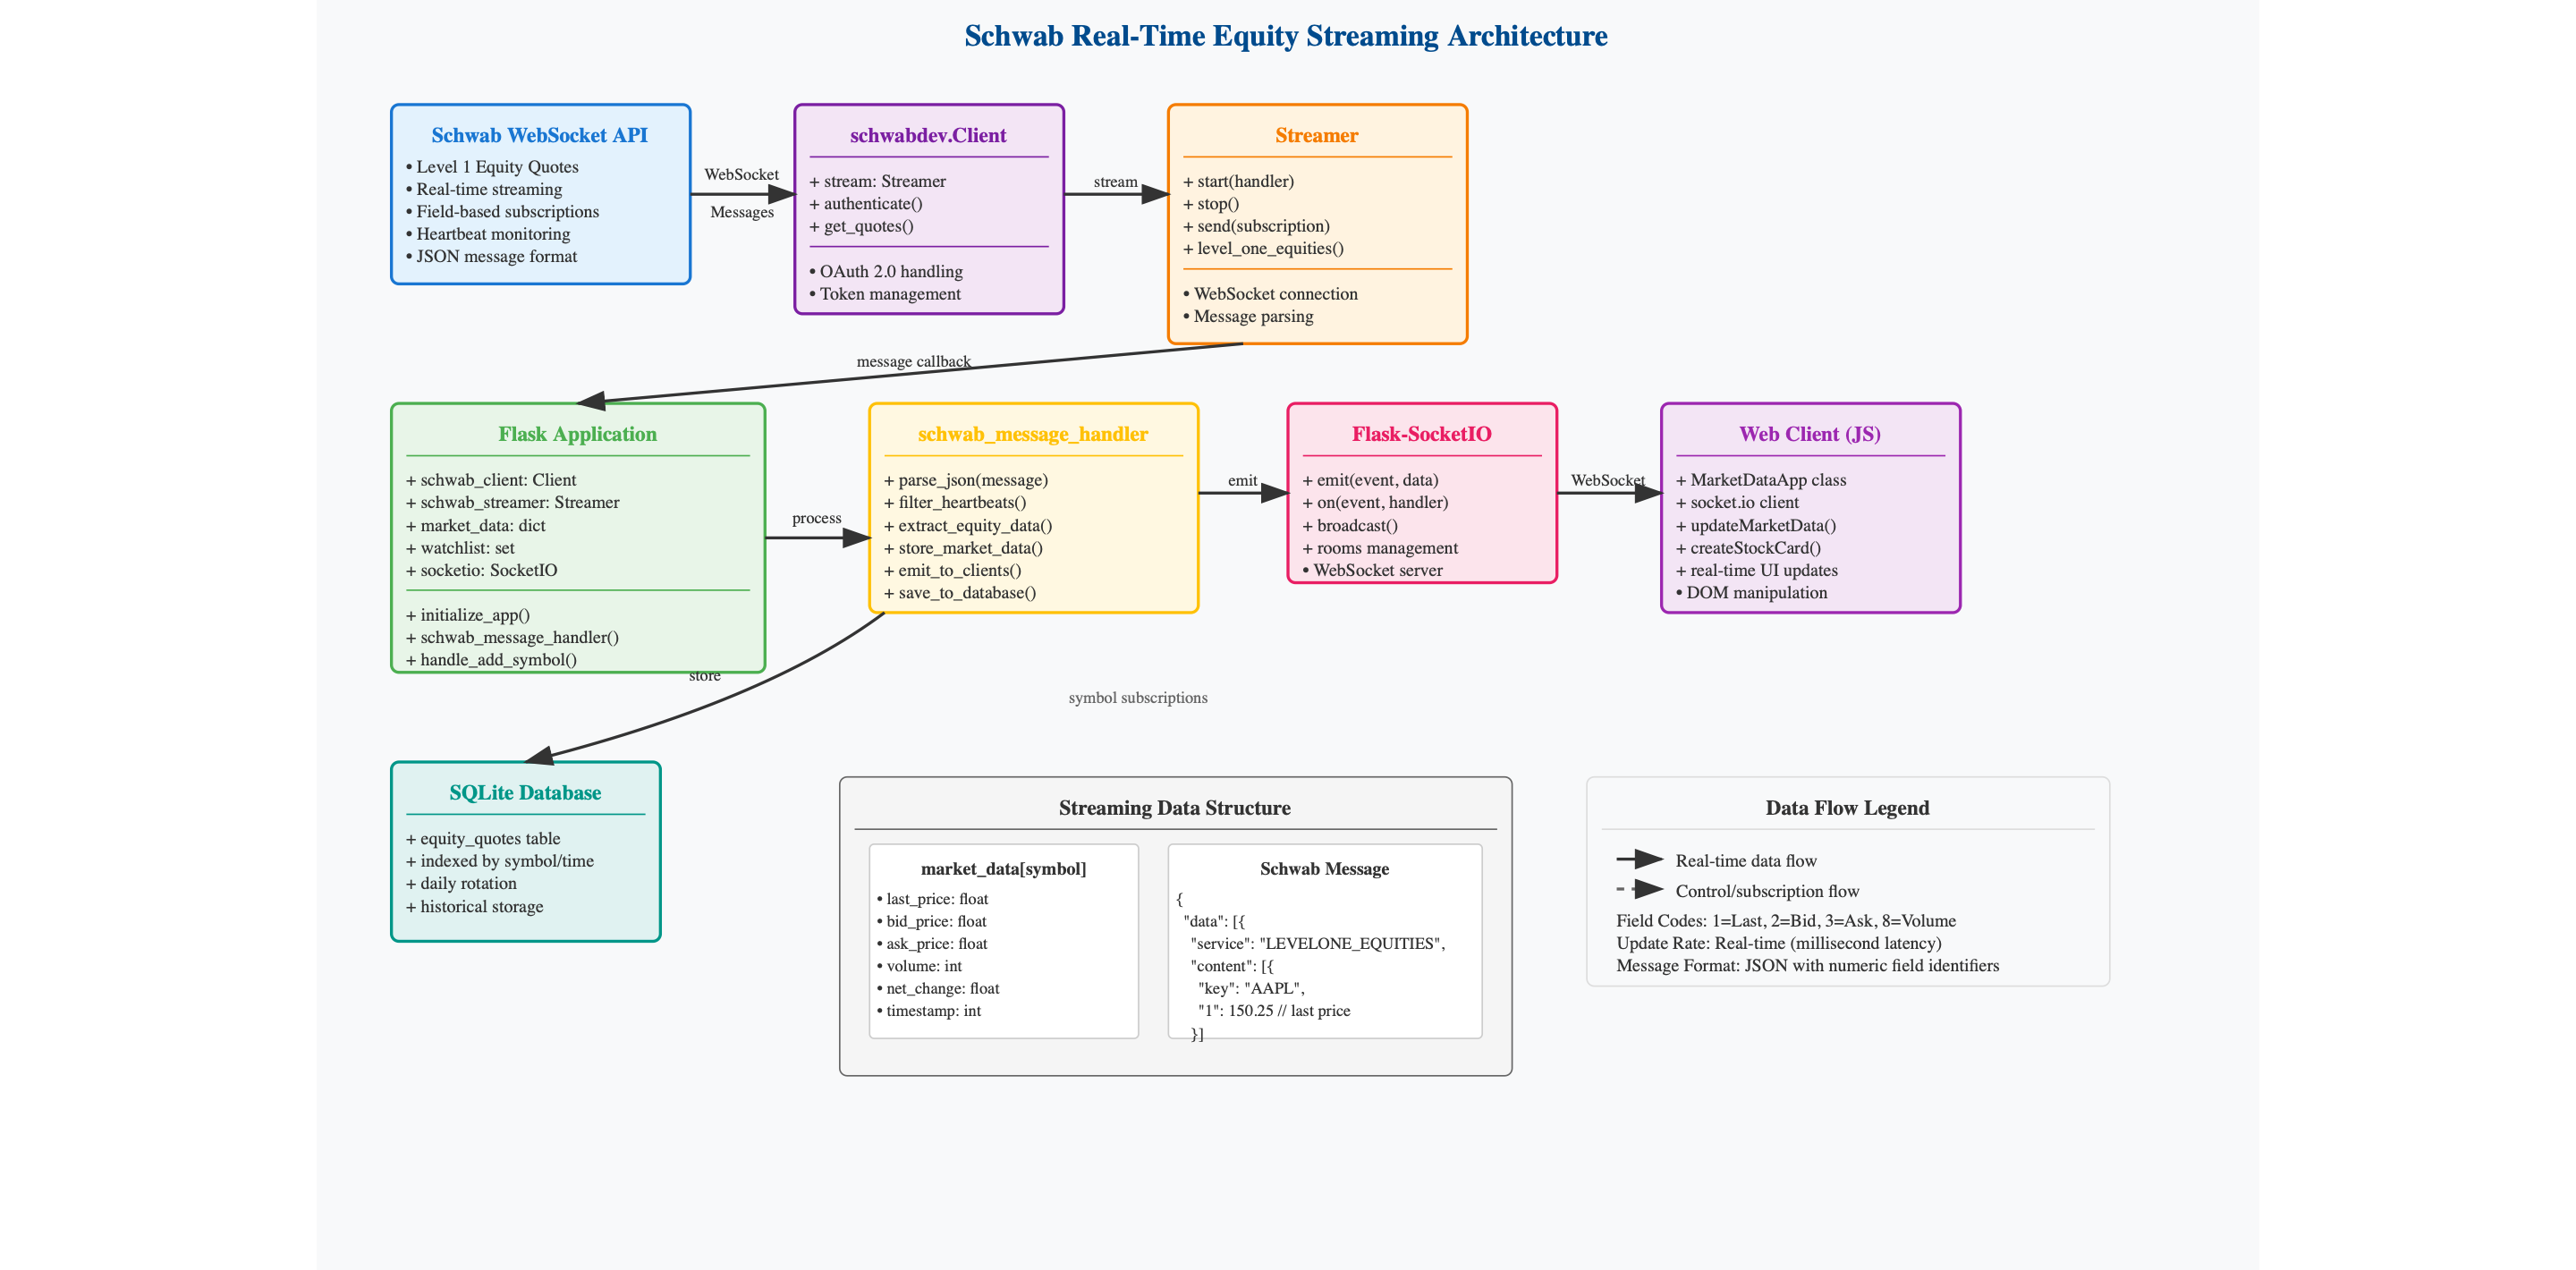 Schwab Real-Time Equity Streaming Architecture
Schwab WebSocket API
• Level 1 Equity Quotes
• Real-time streaming
• Field-based subscriptions
• Heartbeat monitoring
• JSON message format
WebSocket
Messages
schwabdev.Client
+ stream: Streamer
+ authenticate()
+ get_quotes()
• OAuth 2.0 handling
• Token management
stream
Streamer
+ start(handler)
+ stop()
+ send(subscription)
+ level_one_equities()
• WebSocket connection
• Message parsing
message callback
Flask Application
+ schwab_client: Client
+ schwab_streamer: Streamer
+ market_data: dict
+ watchlist: set
+ socketio: SocketIO
+ initialize_app()
+ schwab_message_handler()
+ handle_add_symbol()
process
schwab_message_handler
+ parse_json(message)
+ filter_heartbeats()
+ extract_equity_data()
+ store_market_data()
+ emit_to_clients()
+ save_to_database()
emit
Flask-SocketIO
+ emit(event, data)
+ on(event, handler)
+ broadcast()
+ rooms management
• WebSocket server
WebSocket
Web Client (JS)
+ MarketDataApp class
+ socket.io client
+ updateMarketData()
+ createStockCard()
+ real-time UI updates
• DOM manipulation
store
symbol subscriptions
SQLite Database
+ equity_quotes table
+ indexed by symbol/time
+ daily rotation
+ historical storage
Streaming Data Structure
market_data[symbol]
• last_price: float
• bid_price: float
• ask_price: float
• volume: int
• net_change: float
• timestamp: int
Schwab Message
{
"data": [{
"service": "LEVELONE_EQUITIES",
"content": [{
"key": "AAPL",
"1": 150.25 // last price
}]
Data Flow Legend
Real-time data flow
Control/subscription flow
Field Codes: 1=Last, 2=Bid, 3=Ask, 8=Volume
Update Rate: Real-time (millisecond latency)
Message Format: JSON with numeric field identifiers